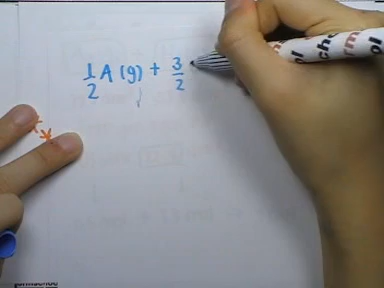 1/2 A (g) + 3/2